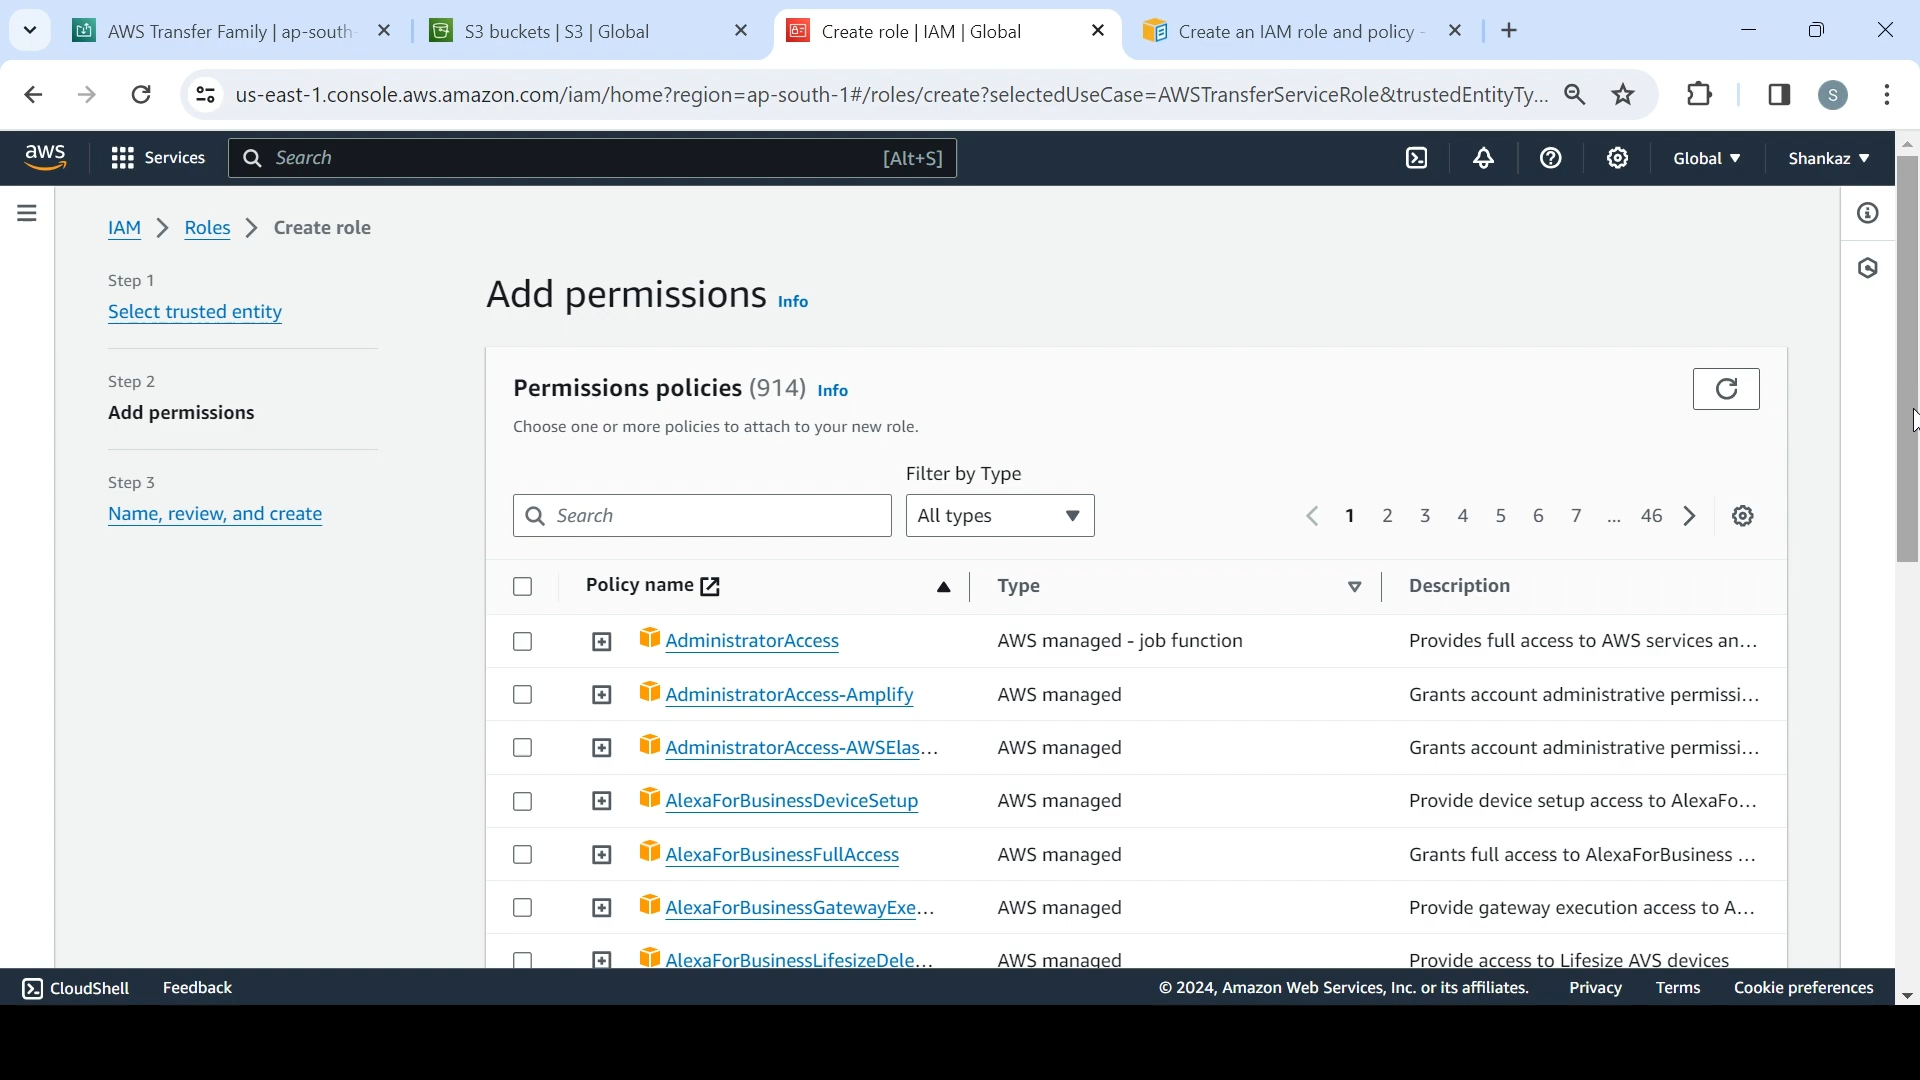 AWS Transfer Family | ap-south-
S3 buckets | S3 | Global
Create role | IAM | Global
Create an IAM role and policy -
us-east-1.console.aws.amazon.com/iam/home?region=ap-south-1#/roles/create?selectedUseCase=AWSTransferServiceRole&trustedEntityTy...
S
aws
Services
Search
[Alt+S]
Global
Shankaz
IAM > Roles > Create role
Step 1
Select trusted entity
Step 2
Add permissions
Step 3
Name, review, and create
Add permissions Info
Permissions policies (914) Info
Choose one or more policies to attach to your new role.
Filter by Type
Search
All types
1 2 3 4 5 6 7 ... 46
Policy name Type Description
AdministratorAccess AWS managed - job function Provides full access to AWS services an...
AdministratorAccess-Amplify AWS managed Grants account administrative permissi...
AdministratorAccess-AWSElas... AWS managed Grants account administrative permissi...
AlexaForBusinessDeviceSetup AWS managed Provide device setup access to AlexaFo...
AlexaForBusinessFullAccess AWS managed Grants full access to AlexaForBusiness ...
AlexaForBusinessGatewayExe... AWS managed Provide gateway execution access to A...
AlexaForBusinessLifesizeDele... AWS managed Provide access to Lifesize AVS devices
CloudShell Feedback © 2024, Amazon Web Services, Inc. or its affiliates. Privacy Terms Cookie preferences